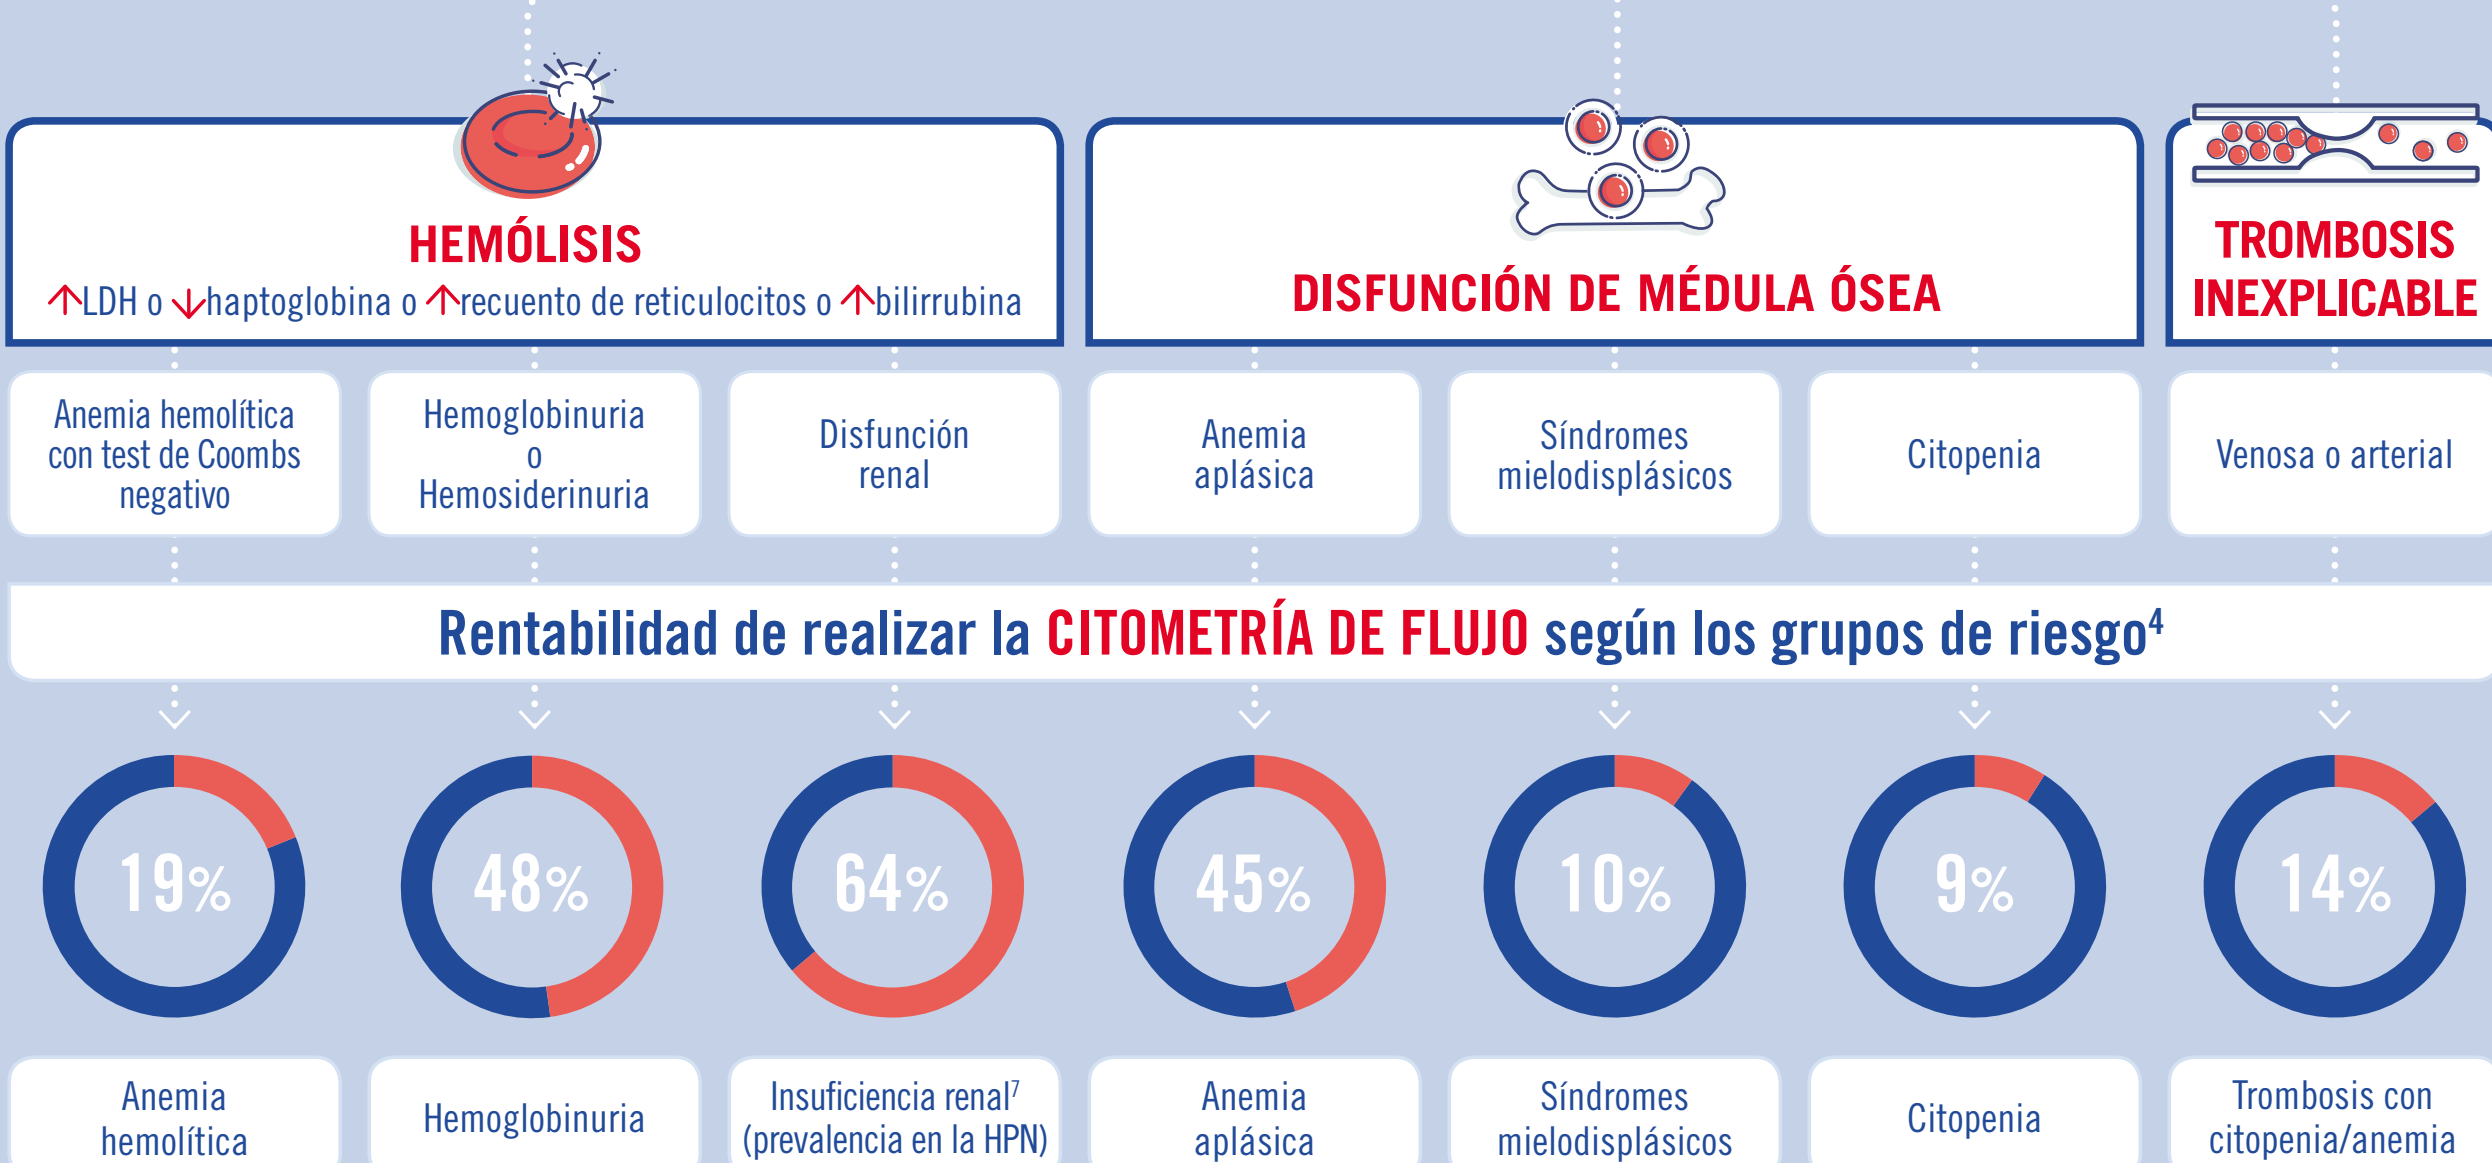 HEMÓLISIS
↑LDH o ↓haptoglobina o ↑recuento de reticulocitos o ↑bilirrubina
DISFUNCIÓN DE MÉDULA ÓSEA
TROMBOSIS
INEXPLICABLE
Anemia hemolítica
con test de Coombs
negativo
Hemoglobinuria
o
Hemosiderinuria
Disfunción
renal
Anemia
aplásica
Síndromes
mielodisplásicos
Citopenia
Venosa o arterial
Rentabilidad de realizar la CITOMETRÍA DE FLUJO según los grupos de riesgo⁴
19%
48%
64%
45%
10%
9%
14%
Anemia
hemolítica
Hemoglobinuria
Insuficiencia renal⁷
(prevalencia en la HPN)
Anemia
aplásica
Síndromes
mielodisplásicos
Citopenia
Trombosis con
citopenia/anemia